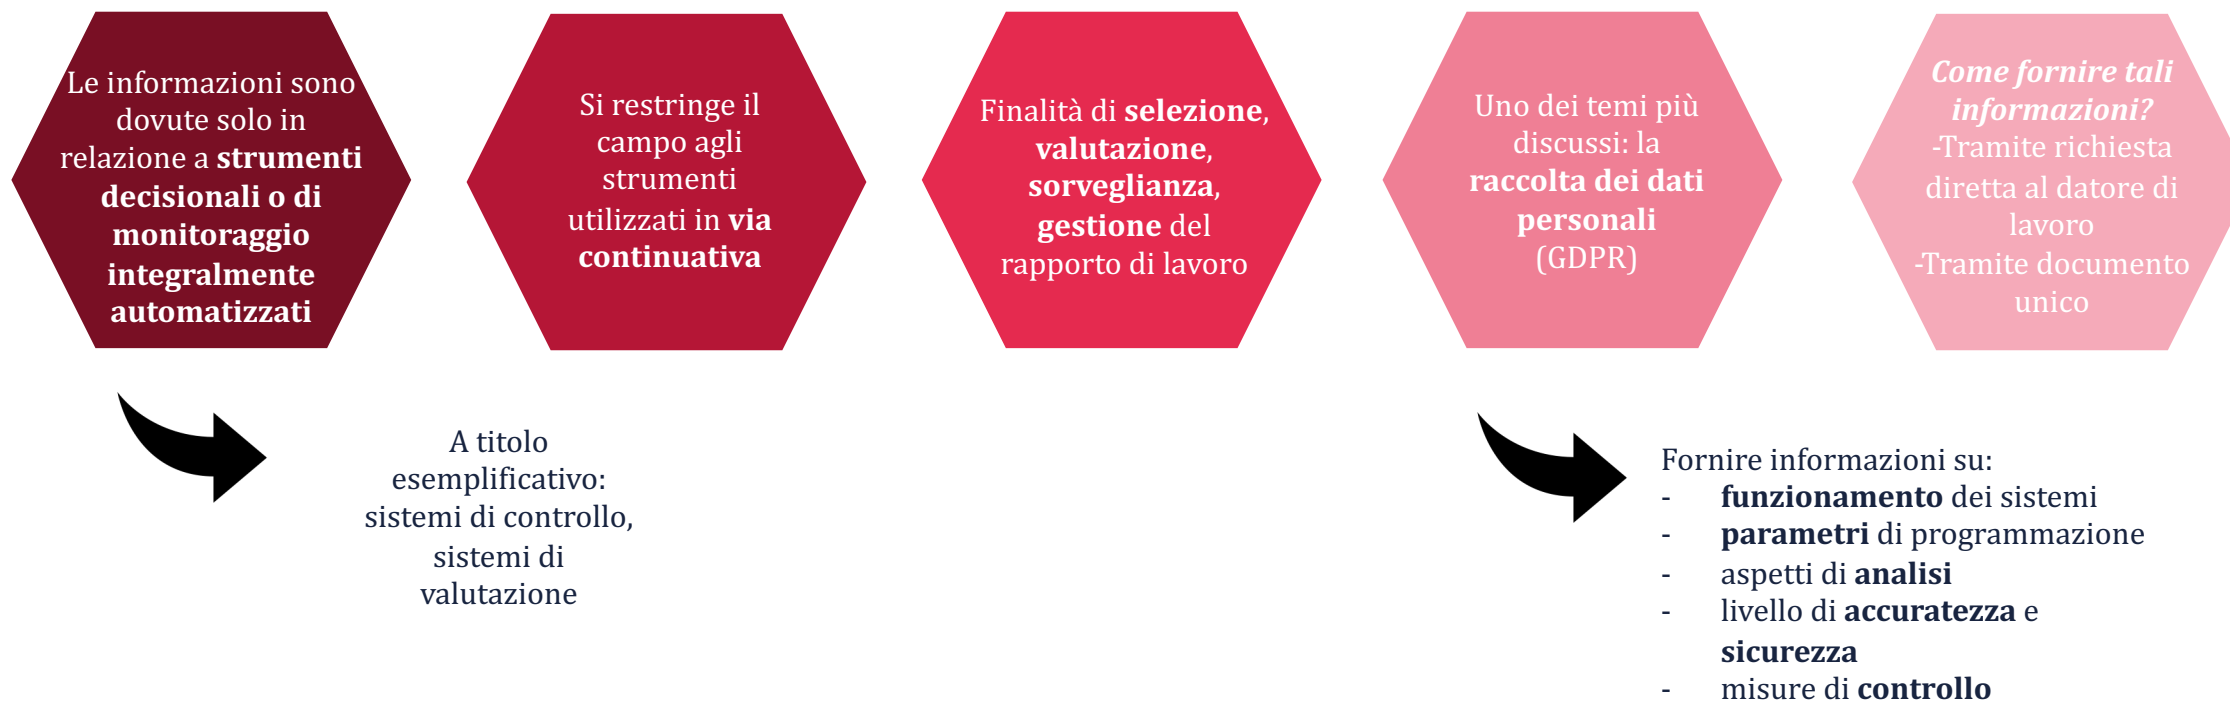 Le informazioni sono
dovute solo in
relazione a strumenti
decisionali o di
monitoraggio
integralmente
automatizzati
Si restringe il
campo agli
strumenti
utilizzati in via
continuativa
Finalità di selezione,
valutazione,
sorveglianza,
gestione del
rapporto di lavoro
Uno dei temi più
discussi: la
raccolta dei dati
personali
(GDPR)
Come fornire tali
informazioni?
-Tramite richiesta
diretta al datore di
lavoro
-Tramite documento
unico
A titolo
esemplificativo:
sistemi di controllo,
sistemi di
valutazione
Fornire informazioni su:
- funzionamento dei sistemi
- parametri di programmazione
- aspetti di analisi
- livello di accuratezza e
sicurezza
- misure di controllo